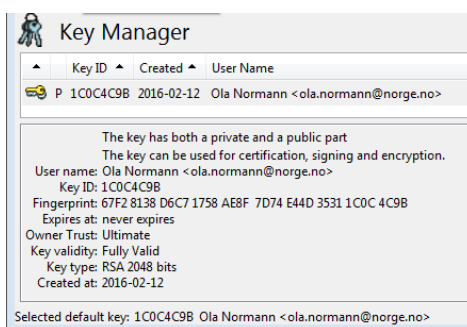 Key Manager
Key ID Created User Name
P 1C0C4C9B 2016-02-12 Ola Normann <ola.normann@norge.no>
The key has both a private and a public part
The key can be used for certification, signing and encryption.
User name: Ola Normann <ola.normann@norge.no>
Key ID: 1C0C4C9B
Fingerprint: 67F2 8138 D6C7 1758 AE8F 7D74 E44D 3531 1C0C 4C9B
Expires at: never expires
Owner Trust: Ultimate
Key validity: Fully Valid
Key type: RSA 2048 bits
Created at: 2016-02-12
Selected default key: 1C0C4C9B Ola Normann <ola.normann@norge.no>